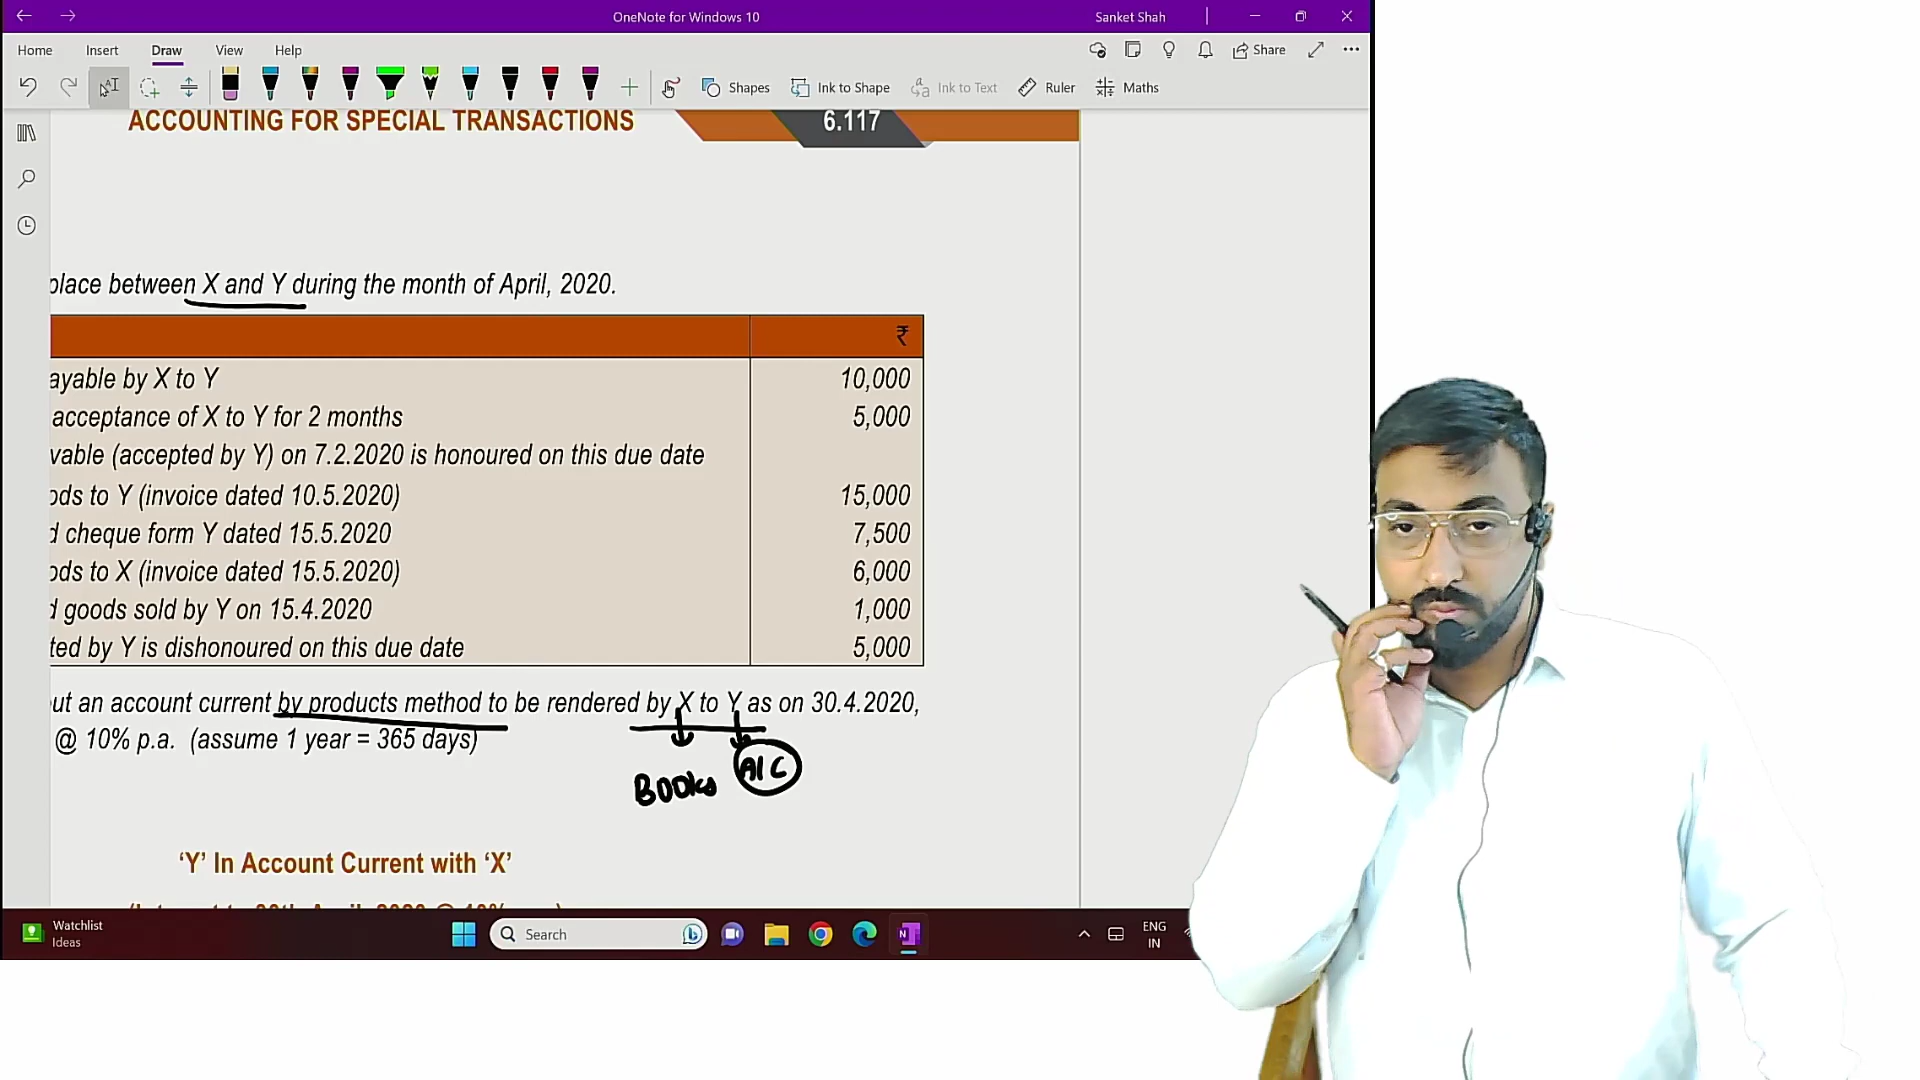 OneNote for Windows 10
Sanket Shah
Home Insert Draw View Help
Share
Shapes Ink to Shape Ink to Text Ruler Maths
ACCOUNTING FOR SPECIAL TRANSACTIONS 6.117
place between X and Y during the month of April, 2020.
₹
ayable by X to Y 10,000
acceptance of X to Y for 2 months 5,000
vable (accepted by Y) on 7.2.2020 is honoured on this due date
ods to Y (invoice dated 10.5.2020) 15,000
d cheque form Y dated 15.5.2020 7,500
ods to X (invoice dated 15.5.2020) 6,000
d goods sold by Y on 15.4.2020 1,000
ted by Y is dishonoured on this due date 5,000
ut an account current by products method to be rendered by X to Y as on 30.4.2020,
@ 10% p.a. (assume 1 year = 365 days)
Books A/C
‘Y’ In Account Current with ‘X’
Watchlist
Ideas
Search
ENG
IN